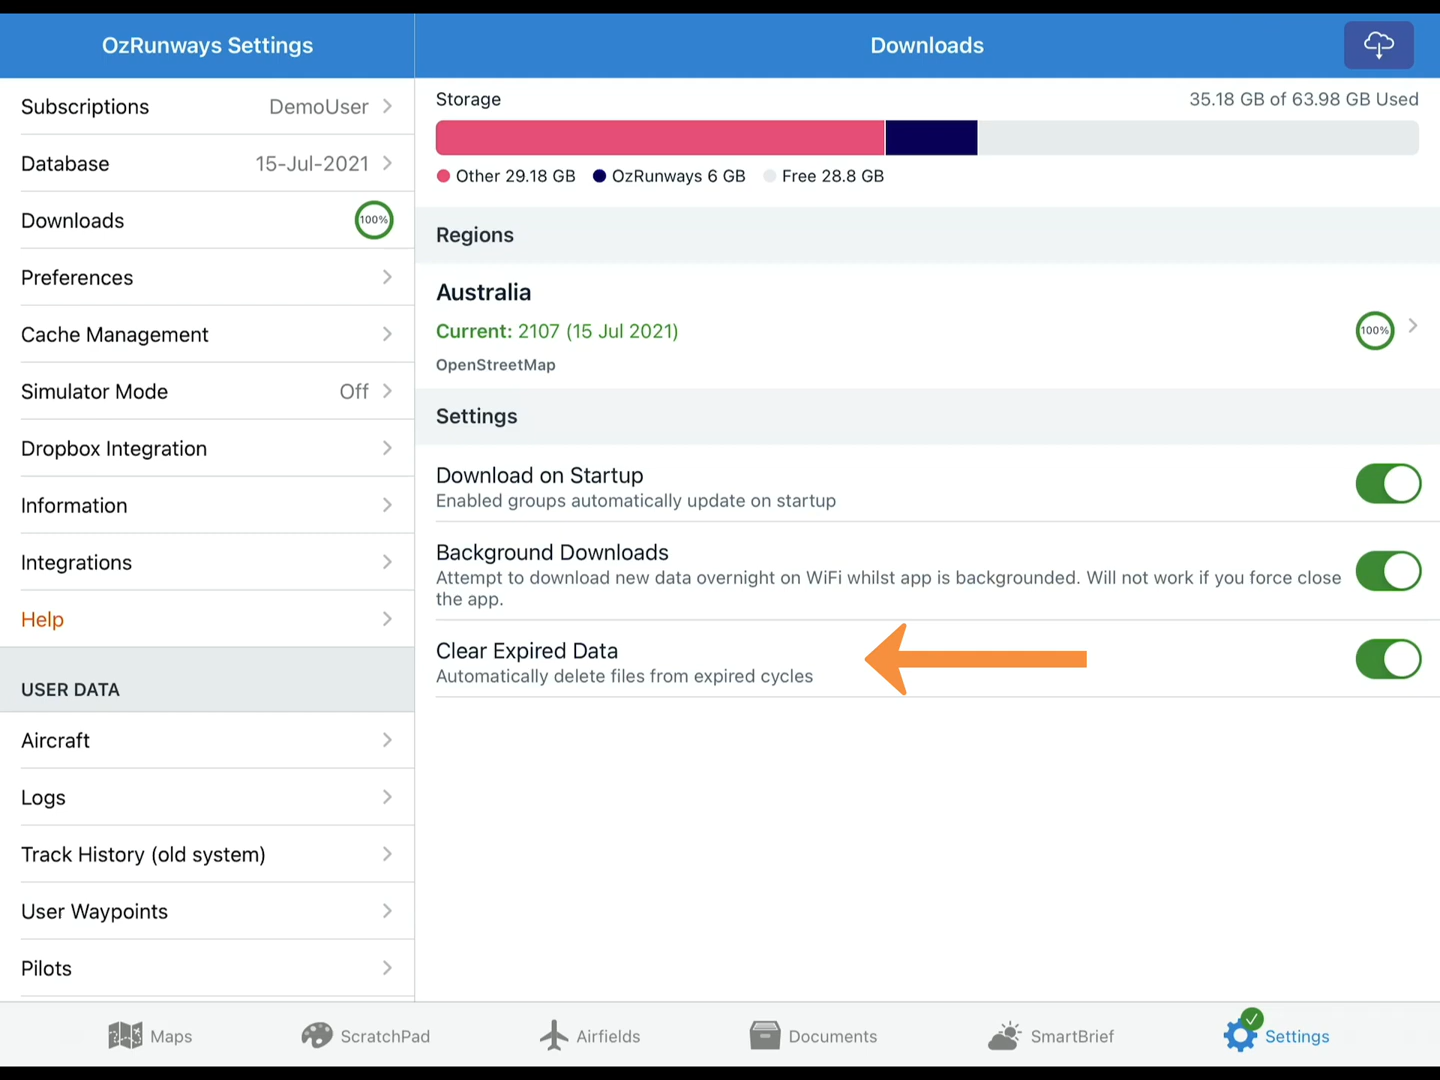 OzRunways Settings
Subscriptions DemoUser
Database 15-Jul-2021
Downloads 100%
Preferences
Cache Management
Simulator Mode Off
Dropbox Integration
Information
Integrations
Help
USER DATA
Aircraft
Logs
Track History (old system)
User Waypoints
Pilots
Downloads
Storage 35.18 GB of 63.98 GB Used
Other 29.18 GB OzRunways 6 GB Free 28.8 GB
Regions
Australia
Current: 2107 (15 Jul 2021) 100%
OpenStreetMap
Settings
Download on Startup
Enabled groups automatically update on startup
Background Downloads
Attempt to download new data overnight on WiFi whilst app is backgrounded. Will not work if you force close
the app.
Clear Expired Data
Automatically delete files from expired cycles
Maps ScratchPad Airfields Documents SmartBrief Settings